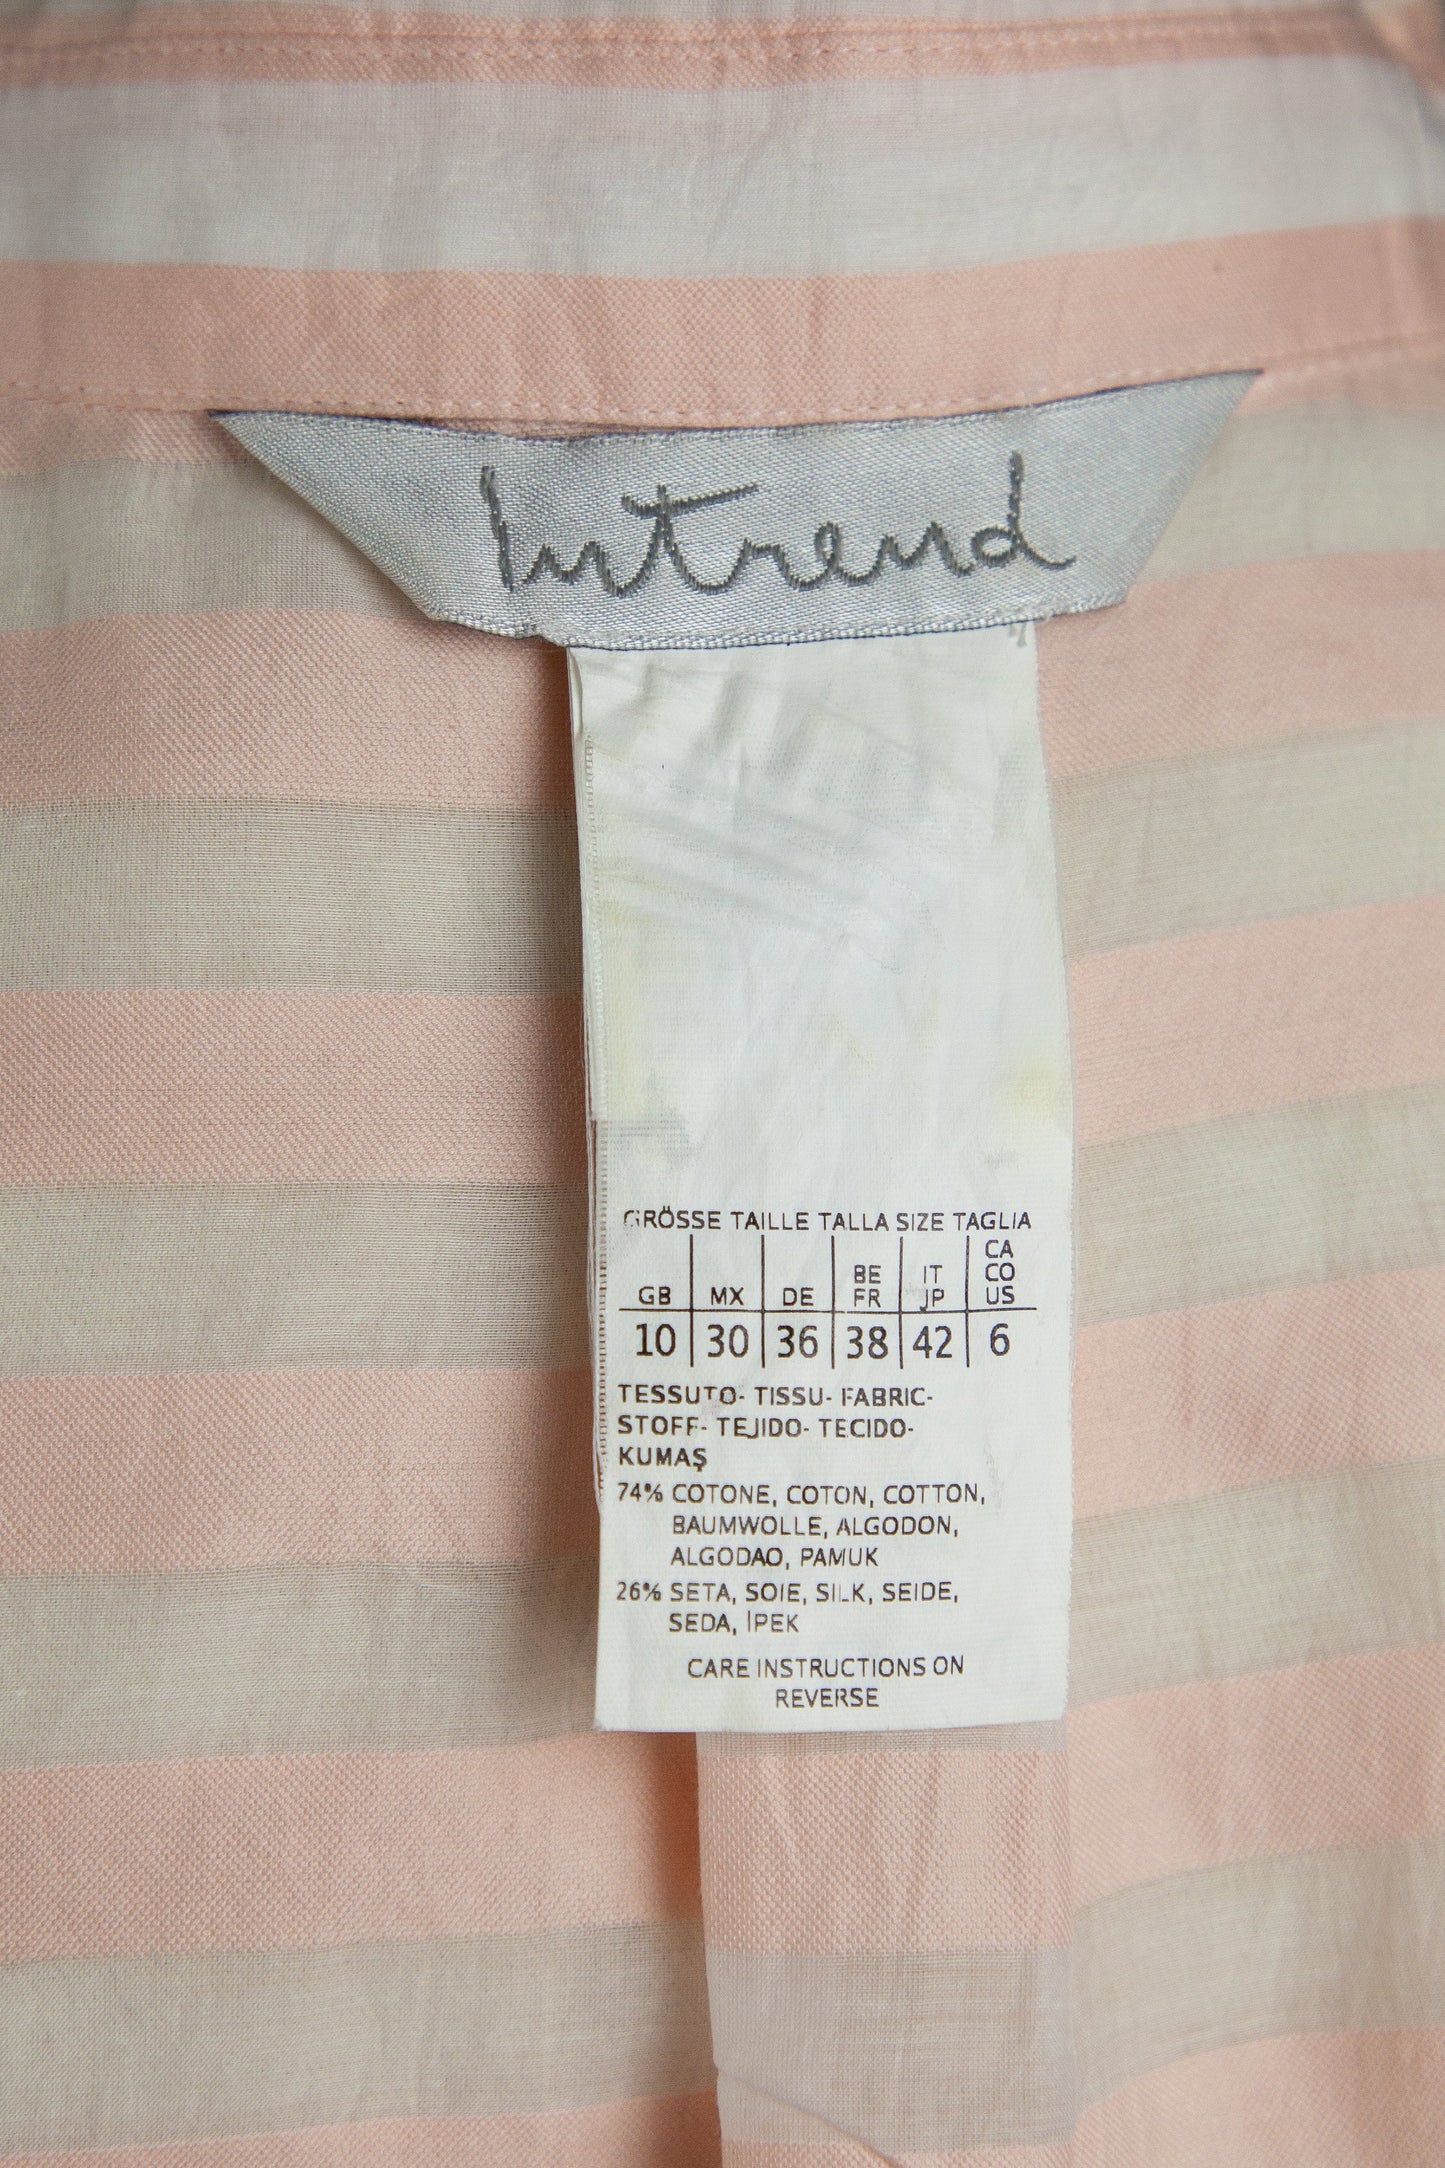 Intrend
GRÖSSE TAILLE TALLA SIZE TAGLIA
CA
BE IT CO
GB MX DE FR JP US
10 30 36 38 42 6
TESSUTO- TISSU- FABRIC-
STOFF- TEJIDO- TECIDO-
KUMAŞ
74% COTONE, COTON, COTTON,
BAUMWOLLE, ALGODON,
ALGODAO, PAMUK
26% SETA, SOIE, SILK, SEIDE,
SEDA, İPEK
CARE INSTRUCTIONS ON
REVERSE